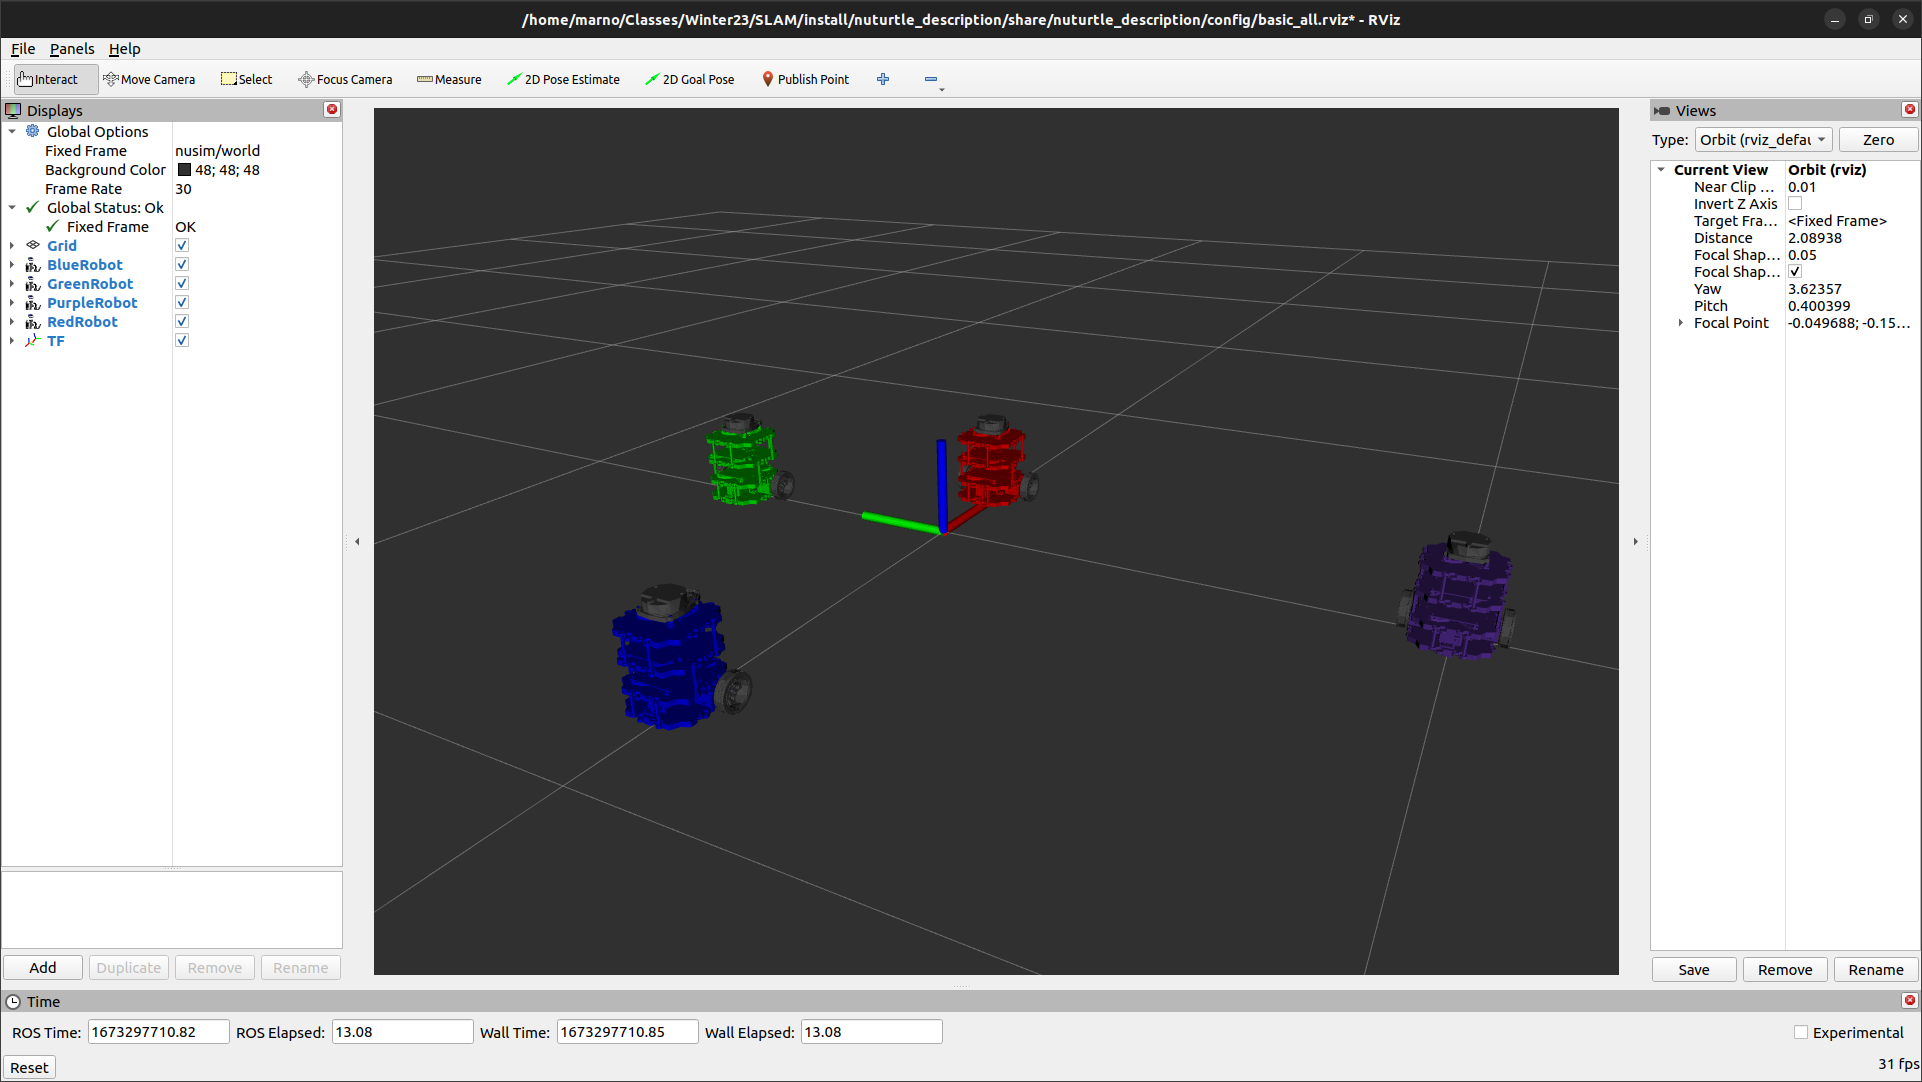 /home/marno/Classes/Winter23/SLAM/install/nuturtle_description/share/nuturtle_description/config/basic_all.rviz* - RViz
File Panels Help
Interact Move Camera Select Focus Camera Measure 2D Pose Estimate 2D Goal Pose Publish Point
Displays
Global Options
Fixed Frame nusim/world
Background Color 48; 48; 48
Frame Rate 30
Global Status: Ok
Fixed Frame OK
Grid
BlueRobot
GreenRobot
PurpleRobot
RedRobot
TF
Add Duplicate Remove Rename
Views
Type: Orbit (rviz_defau Zero
Current View Orbit (rviz)
Near Clip ... 0.01
Invert Z Axis
Target Fra... <Fixed Frame>
Distance 2.08938
Focal Shap... 0.05
Focal Shap...
Yaw 3.62357
Pitch 0.400399
Focal Point -0.049688; -0.15...
Save Remove Rename
Time
ROS Time: 1673297710.82 ROS Elapsed: 13.08 Wall Time: 1673297710.85 Wall Elapsed: 13.08 Experimental
Reset 31 fps